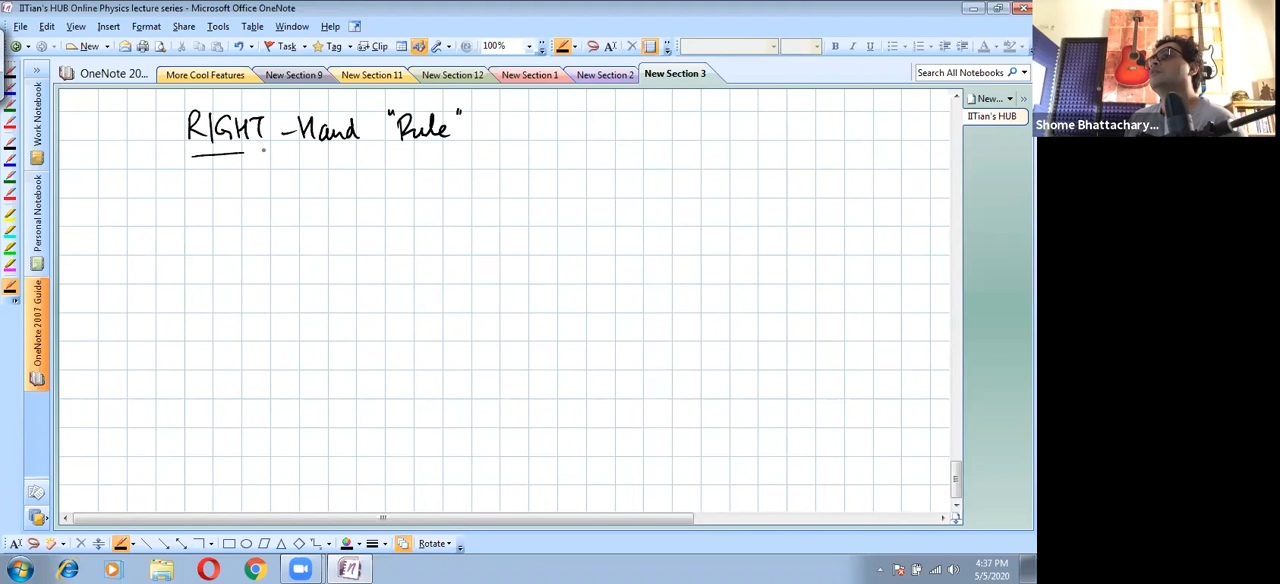 IITian's HUB Online Physics lecture series - Microsoft Office OneNote
File Edit View Insert Format Share Tools Table Window Help
New Task Tag Clip 100% B I U
OneNote 20... More Cool Features New Section 9 New Section 11 New Section 12 New Section 1 New Section 2 New Section 3 Search All Notebooks
New...
IITian's HUB
Shome Bhattachary...
Work Notebook
Personal Notebook
OneNote 2007 Guide
RIGHT -Hand "Rule"
Rotate
4:37 PM
5/5/2020